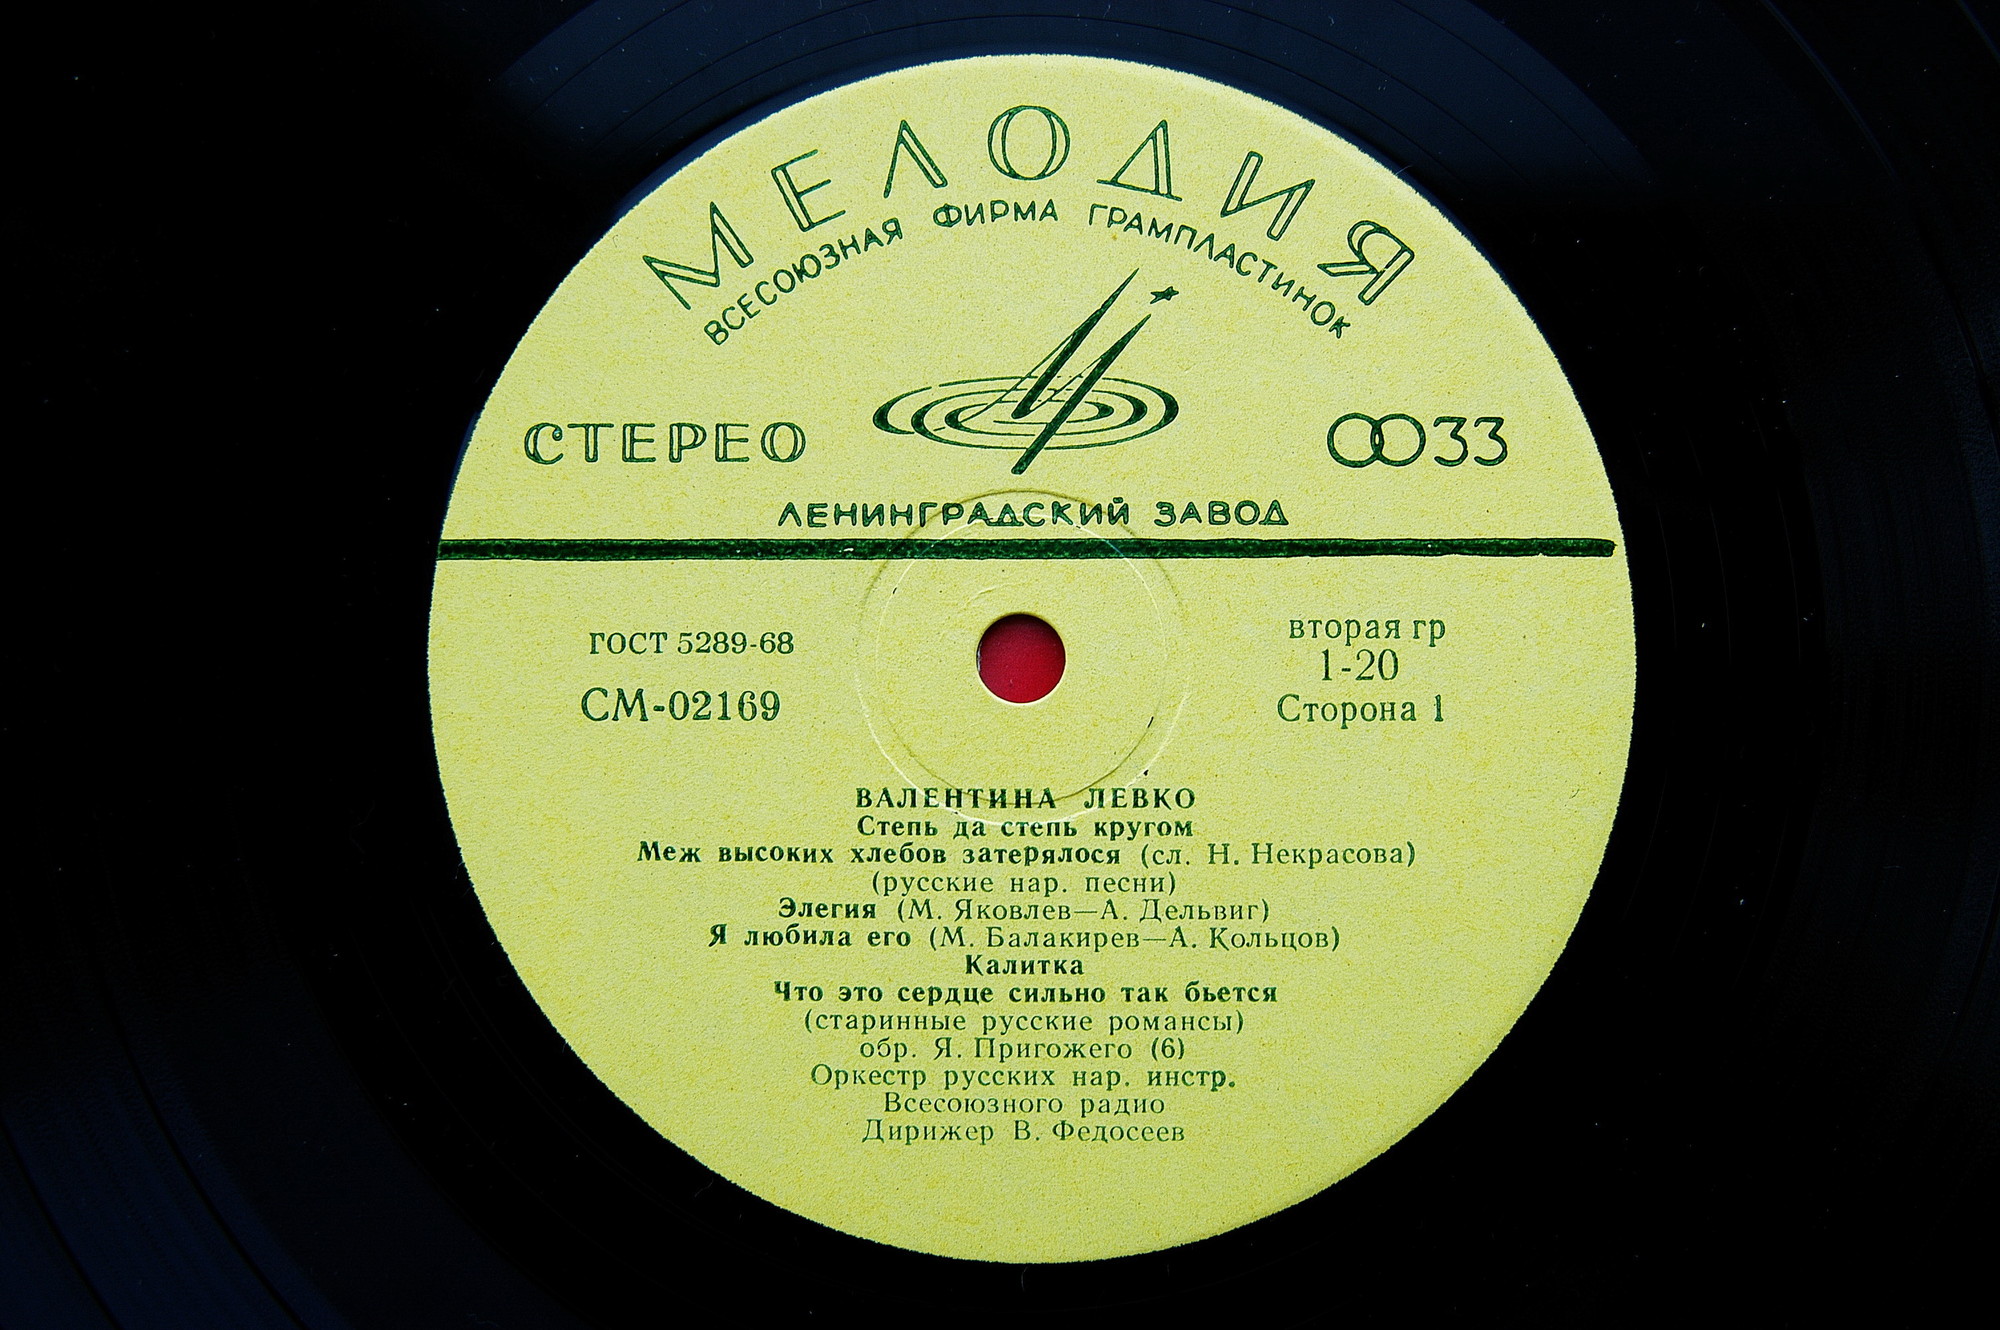 МЕЛОДИЯ
ВСЕСОЮЗНАЯ ФИРМА ГРАМПЛАСТИНОК
СТЕРЕО
33
ЛЕНИНГРАДСКИЙ ЗАВОД
ГОСТ 5289-68
СМ-02169
вторая гр
1-20
Сторона 1
ВАЛЕНТИНА ЛЕВКО
Степь да степь кругом
Меж высоких хлебов затерялося (сл. Н. Некрасова)
(русские нар. песни)
Элегия (М. Яковлев—А. Дельвиг)
Я любила его (М. Балакирев—А. Кольцов)
Калитка
Что это сердце сильно так бьется
(старинные русские романсы)
обр. Я. Пригожего (6)
Оркестр русских нар. инстр.
Всесоюзного радио
Дирижер В. Федосеев